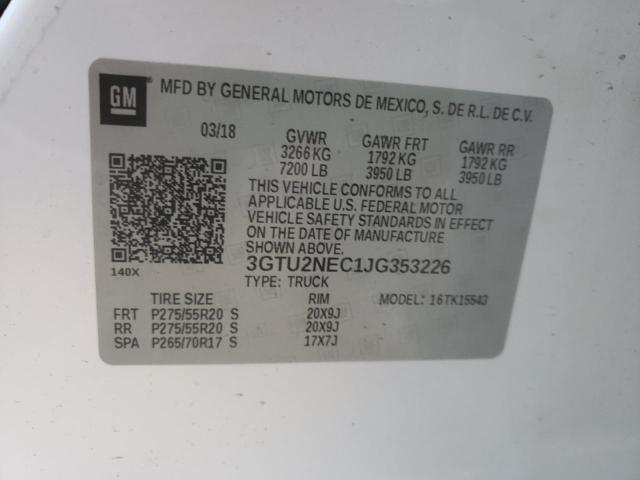 GM
MFD BY GENERAL MOTORS DE MEXICO, S. DE R.L. DE C.V.
03/18 GVWR GAWR FRT GAWR RR
3266 KG 1792 KG 1792 KG
7200 LB 3950 LB 3950 LB
THIS VEHICLE CONFORMS TO ALL
APPLICABLE U.S. FEDERAL MOTOR
VEHICLE SAFETY STANDARDS IN EFFECT
ON THE DATE OF MANUFACTURE
SHOWN ABOVE.
140X 3GTU2NEC1JG353226
TYPE: TRUCK
TIRE SIZE RIM MODEL: 16TK15543
FRT P275/55R20 S 20X9J
RR P275/55R20 S 20X9J
SPA P265/70R17 S 17X7J